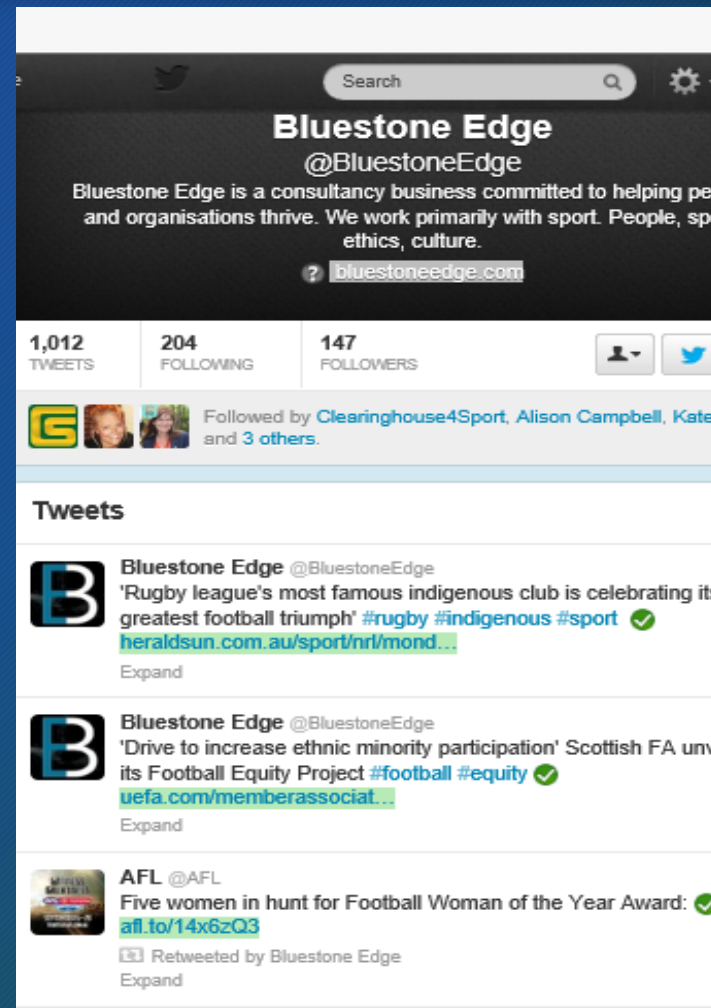 e
Search
Bluestone Edge
@BluestoneEdge
Bluestone Edge is a consultancy business committed to helping pe
and organisations thrive. We work primarily with sport. People, sp
ethics, culture.
? bluestoneedge.com
1,012 204 147
TWEETS FOLLOWING FOLLOWERS
Followed by Clearinghouse4Sport, Alison Campbell, Kate
and 3 others.
Tweets
Bluestone Edge @BluestoneEdge
'Rugby league's most famous indigenous club is celebrating its
greatest football triumph' #rugby #indigenous #sport
heraldsun.com.au/sport/nrl/mond...
Expand
Bluestone Edge @BluestoneEdge
'Drive to increase ethnic minority participation' Scottish FA unv
its Football Equity Project #football #equity
uefa.com/memberassociat...
Expand
AFL @AFL
Five women in hunt for Football Woman of the Year Award:
afl.to/14x6zQ3
Retweeted by Bluestone Edge
Expand